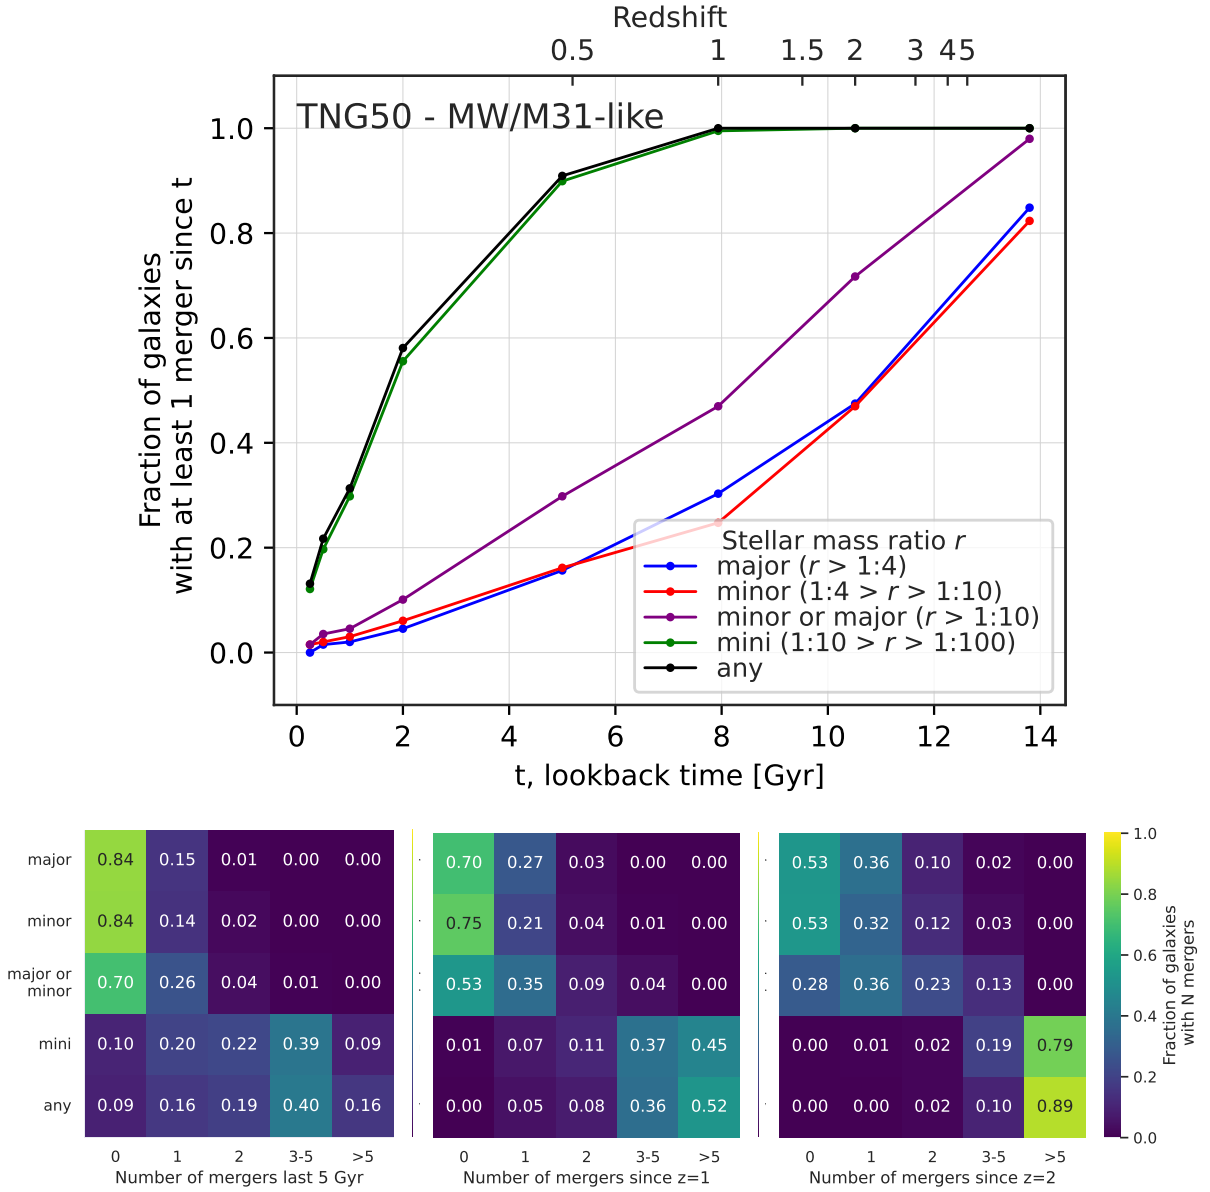 Redshift
0.5 1 1.5 2 3 4 5
TNG50 - MW/M31-like
1.0
0.8
0.6
0.4
0.2
0.0
Fraction of galaxies
with at least 1 merger since t
Stellar mass ratio r
major (r > 1:4)
minor (1:4 > r > 1:10)
minor or major (r > 1:10)
mini (1:10 > r > 1:100)
any
0 2 4 6 8 10 12 14
t, lookback time [Gyr]
major 0.84 0.15 0.01 0.00 0.00
minor 0.84 0.14 0.02 0.00 0.00
major or
minor
0.70 0.26 0.04 0.01 0.00
mini 0.10 0.20 0.22 0.39 0.09
any 0.09 0.16 0.19 0.40 0.16
0 1 2 3-5 >5
Number of mergers last 5 Gyr
0.70 0.27 0.03 0.00 0.00
0.75 0.21 0.04 0.01 0.00
0.53 0.35 0.09 0.04 0.00
0.01 0.07 0.11 0.37 0.45
0.00 0.05 0.08 0.36 0.52
0 1 2 3-5 >5
Number of mergers since z=1
0.53 0.36 0.10 0.02 0.00
0.53 0.32 0.12 0.03 0.00
0.28 0.36 0.23 0.13 0.00
0.00 0.01 0.02 0.19 0.79
0.00 0.00 0.02 0.10 0.89
0 1 2 3-5 >5
Number of mergers since z=2
1.0
0.8
0.6
0.4
0.2
0.0
Fraction of galaxies
with N mergers